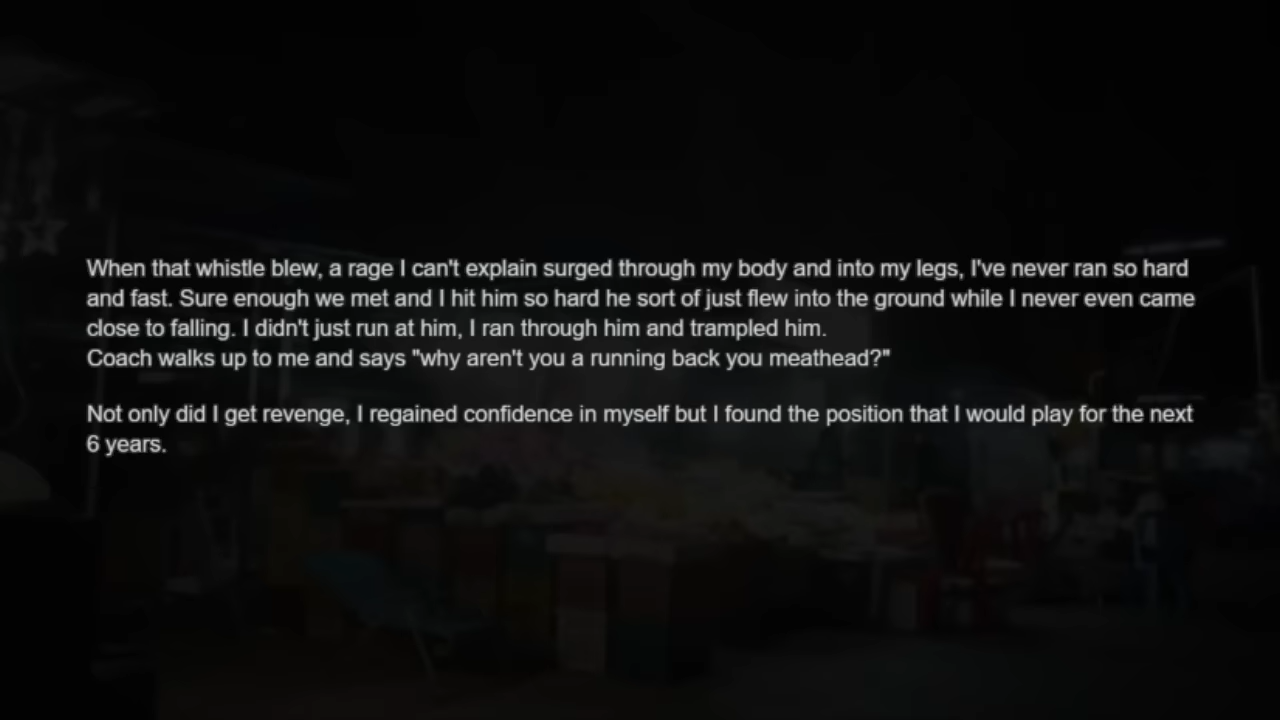 When that whistle blew, a rage I can't explain surged through my body and into my legs, I've never ran so hard
and fast. Sure enough we met and I hit him so hard he sort of just flew into the ground while I never even came
close to falling. I didn't just run at him, I ran through him and trampled him.
Coach walks up to me and says "why aren't you a running back you meathead?"
Not only did I get revenge, I regained confidence in myself but I found the position that I would play for the next
6 years.